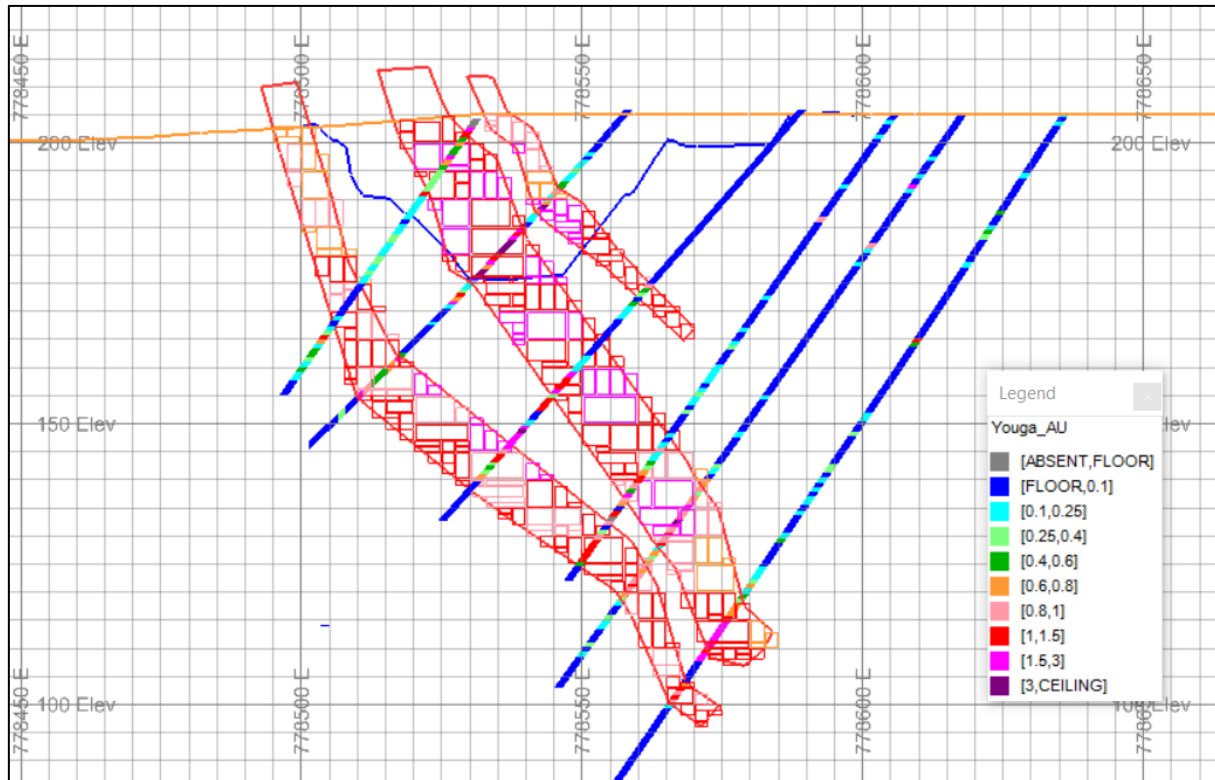 778450 E
778500 E
778550 E
778600 E
778650 E
200 Elev
200 Elev
150 Elev
Elev
100 Elev
Elev
778450 E
778500 E
778550 E
778600 E
778650 E
Legend
Youga_AU
[ABSENT,FLOOR]
[FLOOR,0.1]
[0.1,0.25]
[0.25,0.4]
[0.4,0.6]
[0.6,0.8]
[0.8,1]
[1,1.5]
[1.5,3]
[3,CEILING]